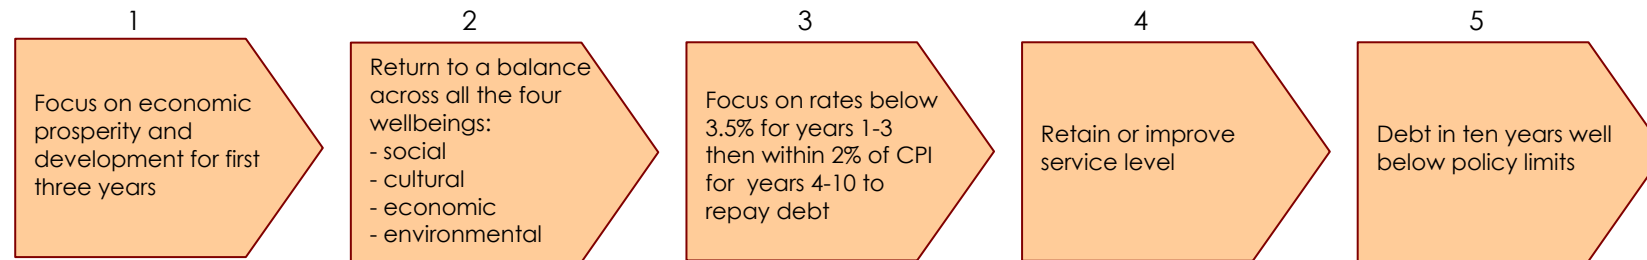 1
Focus on economic
prosperity and
development for first
three years
2
Return to a balance
across all the four
wellbeings:
- social
- cultural
- economic
- environmental
3
Focus on rates below
3.5% for years 1-3
then within 2% of CPI
for years 4-10 to
repay debt
4
Retain or improve
service level
5
Debt in ten years well
below policy limits